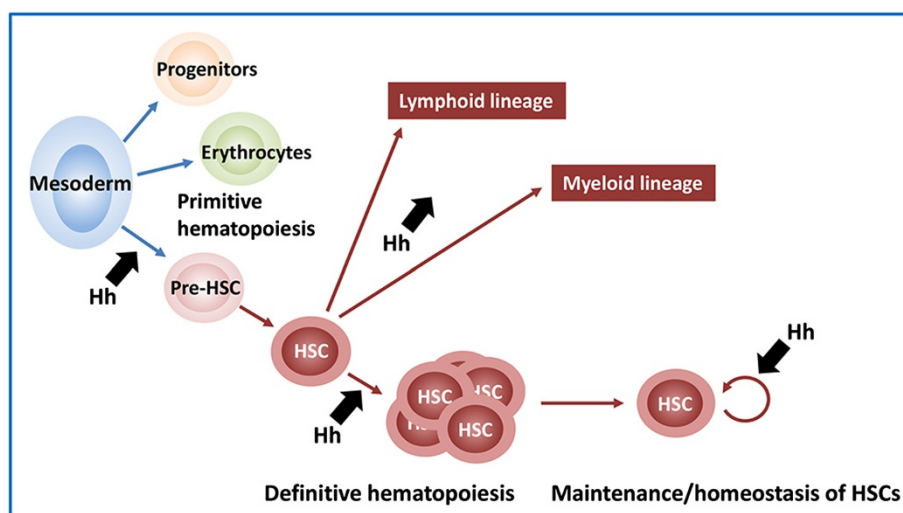 Progenitors
Lymphoid lineage
Erythrocytes
Mesoderm
Myeloid lineage
Primitive
hematopoiesis
Hh
Hh
Pre-HSC
Hh
HSC
HSC
HSC
HSC
HSC
HSC
Hh
Definitive hematopoiesis
Maintenance/homeostasis of HSCs